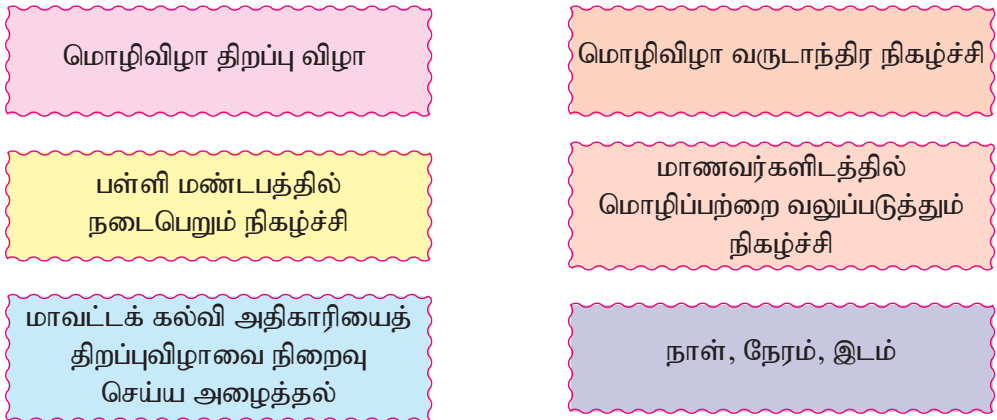 மொழிவிழா திறப்பு விழா
மொழிவிழா வருடாந்திர நிகழ்ச்சி
பள்ளி மண்டபத்தில்
நடைபெறும் நிகழ்ச்சி
மாணவர்களிடத்தில்
மொழிப்பற்றை வலுப்படுத்தும்
நிகழ்ச்சி
மாவட்டக் கல்வி அதிகாரியைத்
திறப்புவிழாவை நிறைவு
செய்ய அழைத்தல்
நாள், நேரம், இடம்